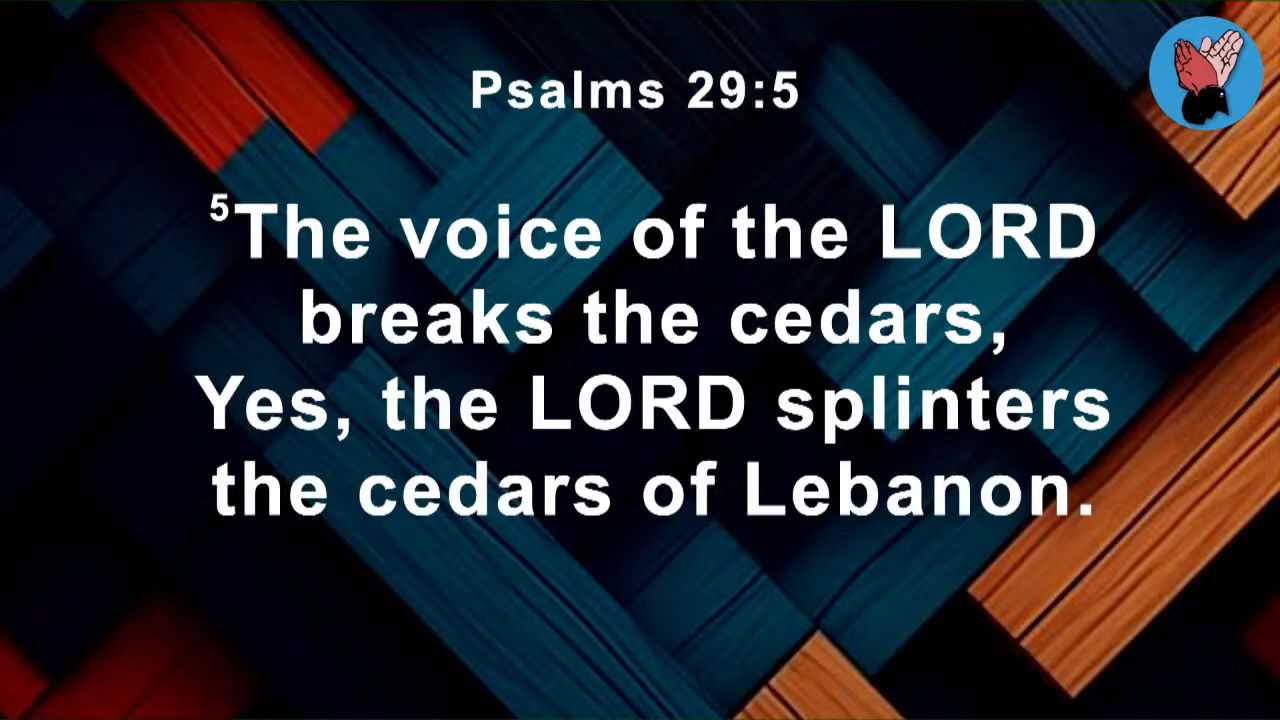 Psalms 29:5
⁵The voice of the LORD
breaks the cedars,
Yes, the LORD splinters
the cedars of Lebanon.